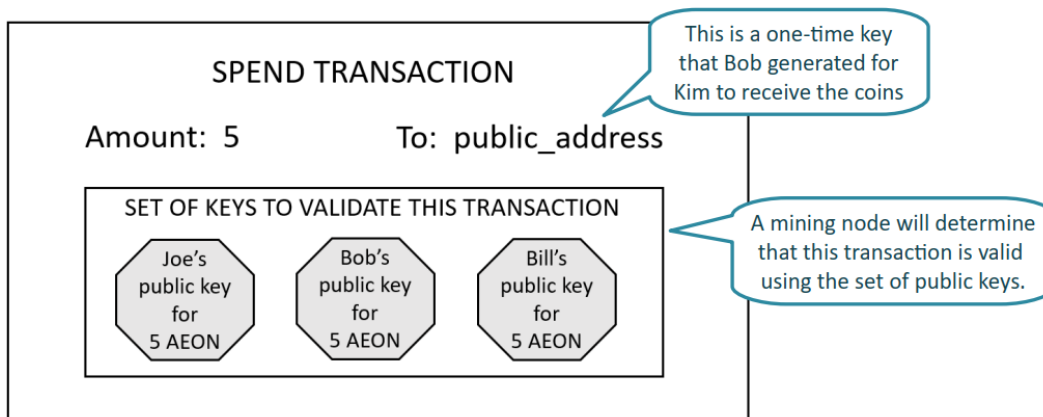 This is a one-time key
that Bob generated for
Kim to receive the coins
SPEND TRANSACTION
Amount: 5
To: public_address
SET OF KEYS TO VALIDATE THIS TRANSACTION
Joe's
public key
for
5 AEON
Bob's
public key
for
5 AEON
Bill's
public key
for
5 AEON
A mining node will determine
that this transaction is valid
using the set of public keys.